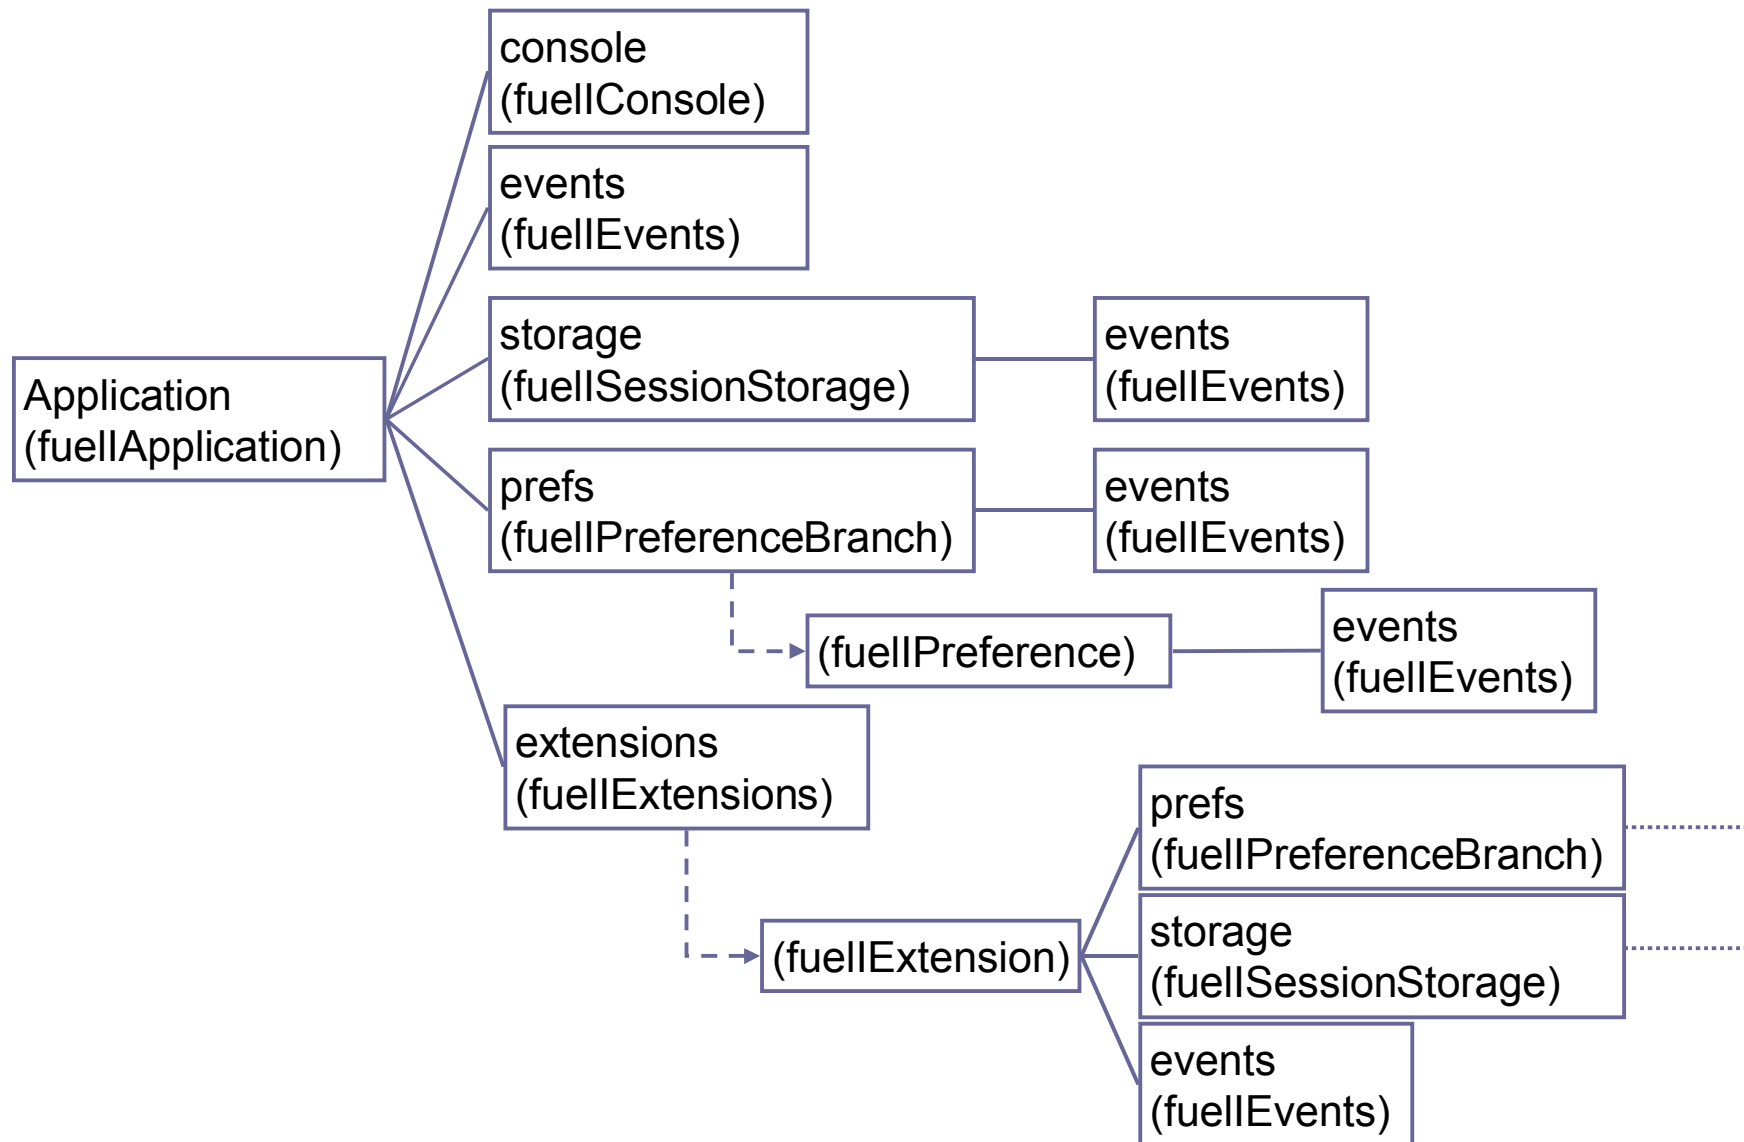 console
(fuelIConsole)
events
(fuelIEvents)
storage
(fuelISessionStorage)
events
(fuelIEvents)
Application
(fuelIApplication)
prefs
(fuelIPreferenceBranch)
events
(fuelIEvents)
(fuelIPreference)
events
(fuelIEvents)
extensions
(fuelIExtensions)
prefs
(fuelIPreferenceBranch)
(fuelIExtension)
storage
(fuelISessionStorage)
events
(fuelIEvents)